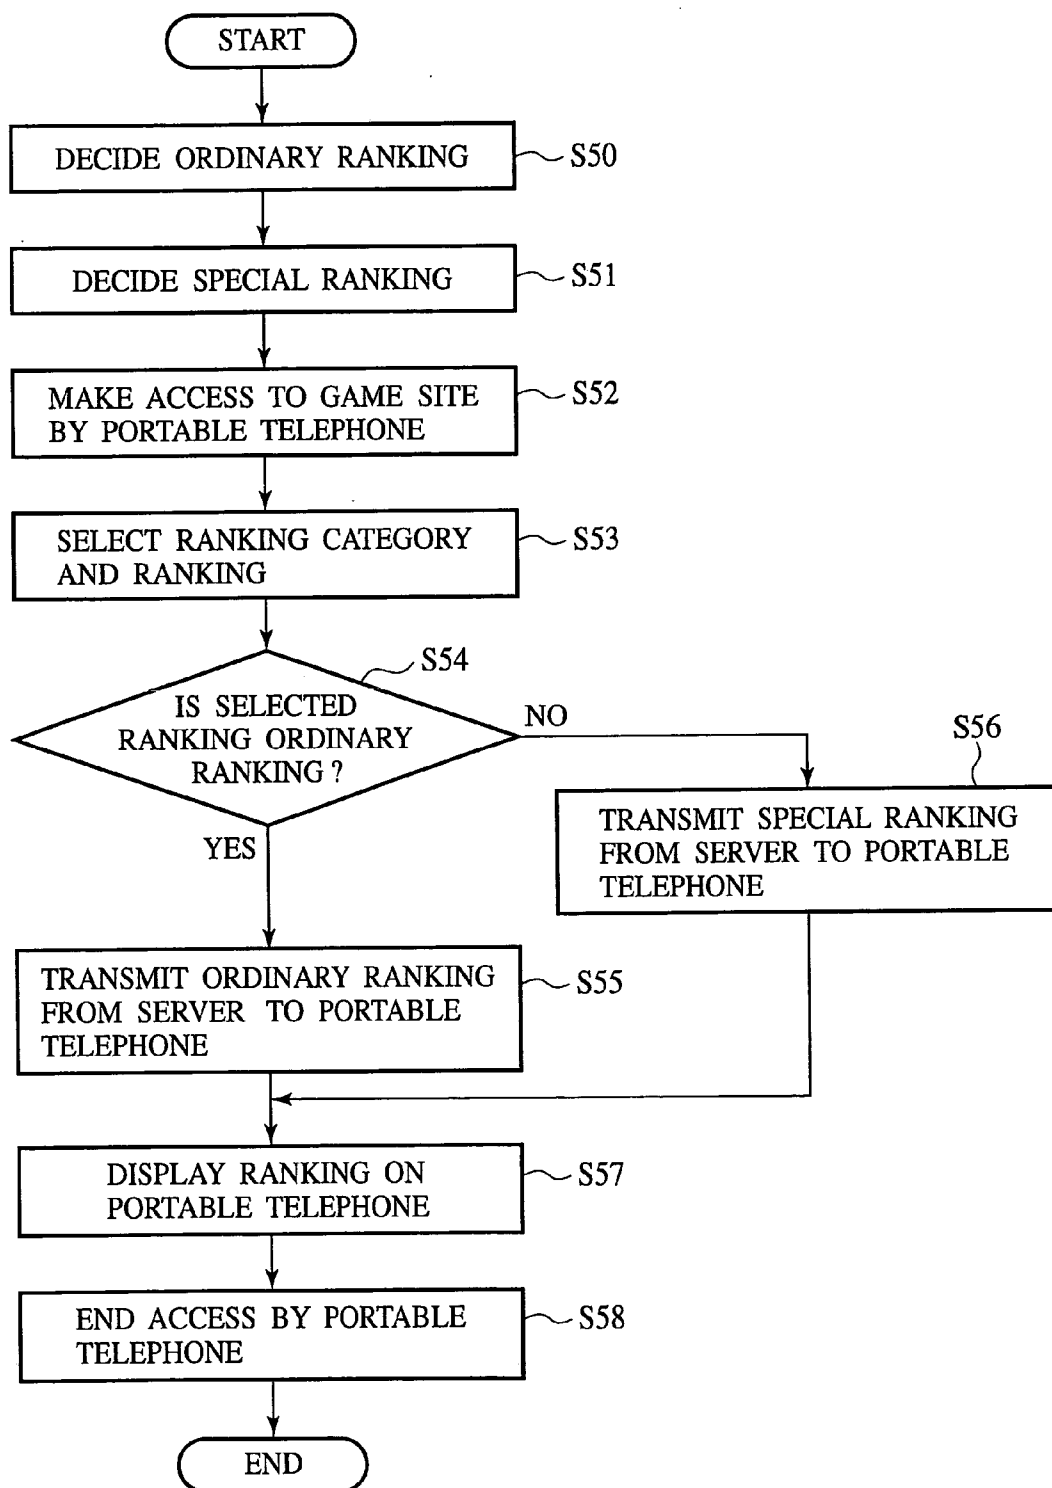 START
DECIDE ORDINARY RANKING
S50
DECIDE SPECIAL RANKING
S51
MAKE ACCESS TO GAME SITE
BY PORTABLE TELEPHONE
S52
SELECT RANKING CATEGORY
AND RANKING
S53
S54
IS SELECTED
RANKING ORDINARY
RANKING ?
NO
YES
S56
TRANSMIT SPECIAL RANKING
FROM SERVER TO PORTABLE
TELEPHONE
TRANSMIT ORDINARY RANKING
FROM SERVER TO PORTABLE
TELEPHONE
S55
DISPLAY RANKING ON
PORTABLE TELEPHONE
S57
END ACCESS BY PORTABLE
TELEPHONE
S58
END